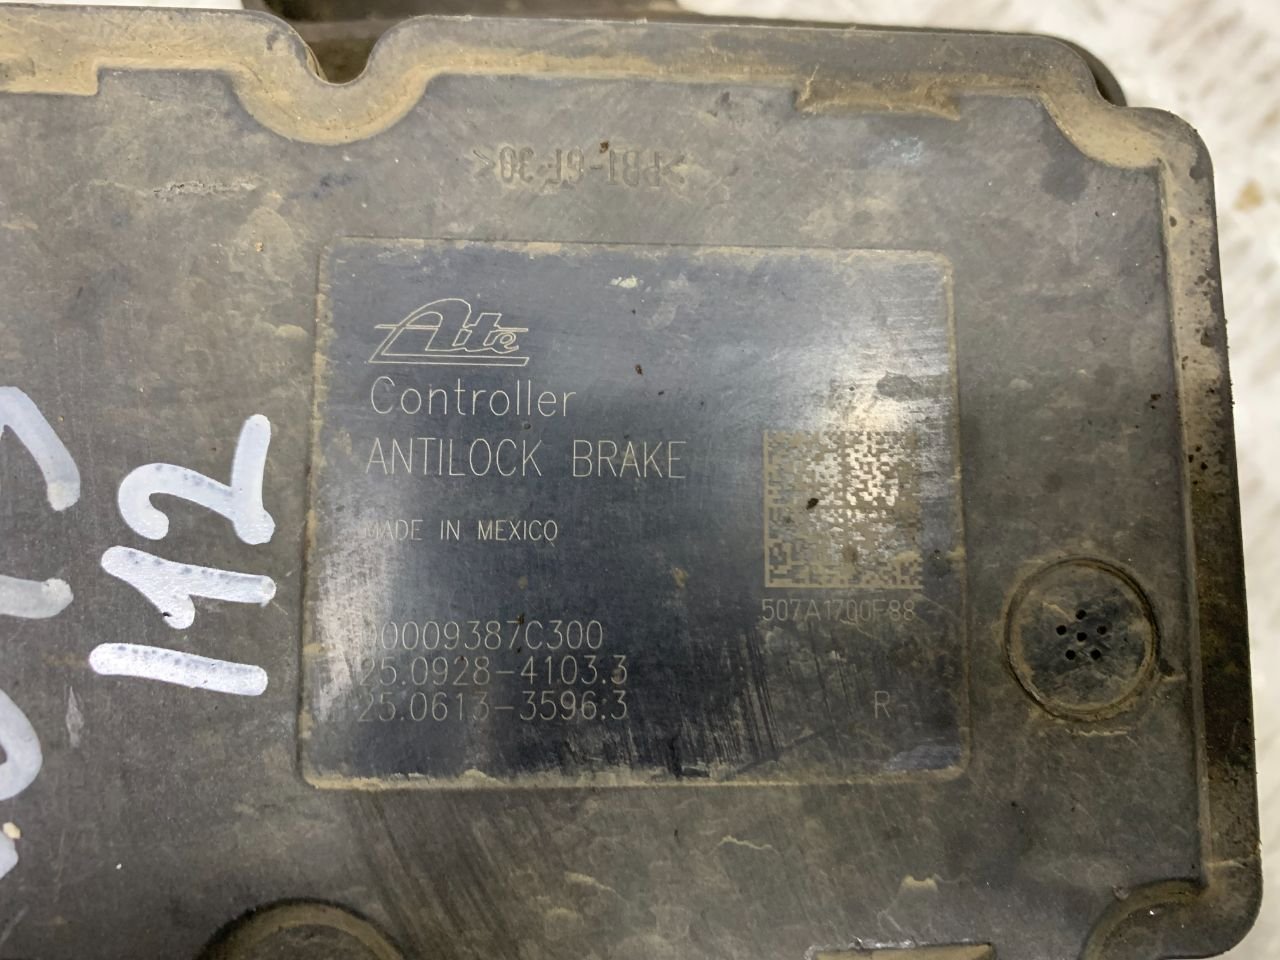 >PBT-GF30<
Ate
Controller
ANTILOCK BRAKE
MADE IN MEXICO
507A1700E88
00009387C300
25.0928-4103.3
25.0613-3596.3
R
112